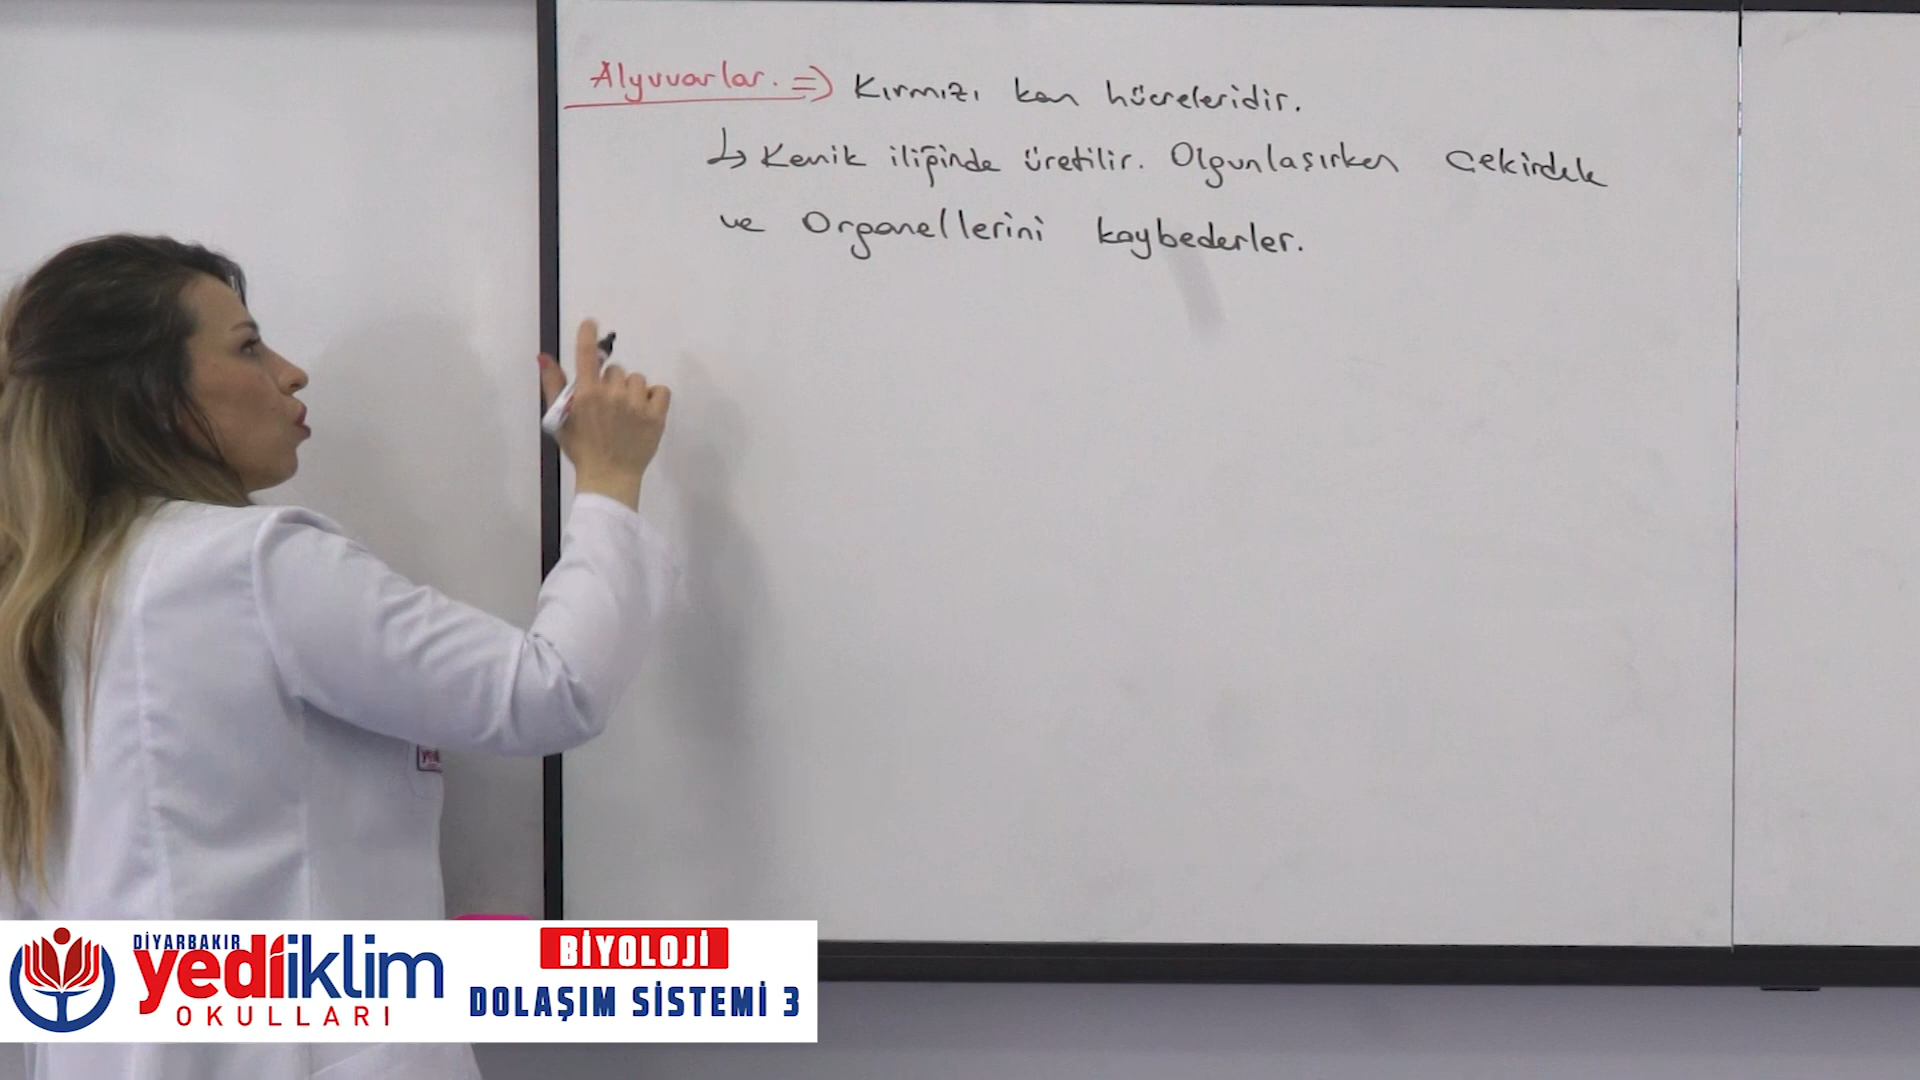 Alyuvarlar. => Kırmızı kan hücreleridir.
↳ Kemik iliğinde üretilir. Olgunlaşırken çekirdek
ve Organellerini kaybederler.
DİYARBAKIR
yediiklim
OKULLARI
BİYOLOJİ
DOLAŞIM SİSTEMİ 3